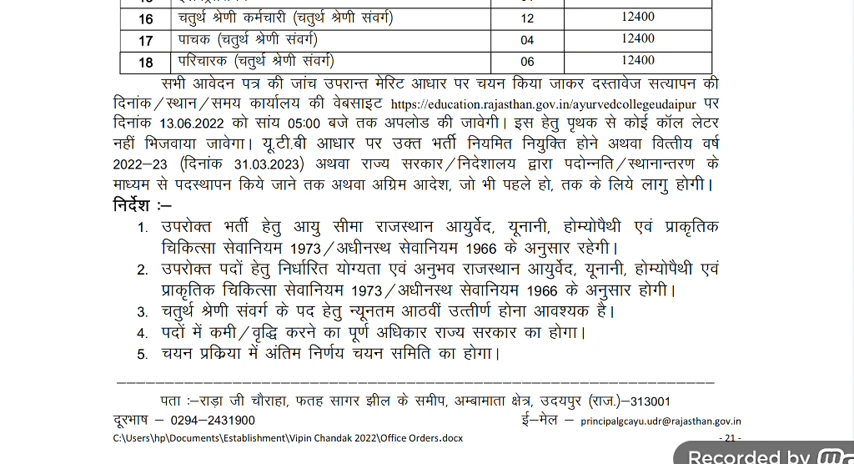 16 चतुर्थ श्रेणी कर्मचारी (चतुर्थ श्रेणी संवर्ग) 12 12400
17 पाचक (चतुर्थ श्रेणी संवर्ग) 04 12400
18 परिचारक (चतुर्थ श्रेणी संवर्ग) 06 12400
सभी आवेदन पत्र की जांच उपरान्त मेरिट आधार पर चयन किया जाकर दस्तावेज सत्यापन की
दिनांक/स्थान/समय कार्यालय की वेबसाइट https://education.rajasthan.gov.in/ayurvedcollegeudaipur पर
दिनांक 13.06.2022 को सांय 05:00 बजे तक अपलोड की जावेगी। इस हेतु पृथक से कोई कॉल लेटर
नहीं भिजवाया जावेगा। यू.टी.बी आधार पर उक्त भर्ती नियमित नियुक्ति होने अथवा वित्तीय वर्ष
2022–23 (दिनांक 31.03.2023) अथवा राज्य सरकार/निदेशालय द्वारा पदोन्नति/स्थानान्तरण के
माध्यम से पदस्थापन किये जाने तक अथवा अग्रिम आदेश, जो भी पहले हो, तक के लिये लागु होगी।
निर्देश :–
1. उपरोक्त भर्ती हेतु आयु सीमा राजस्थान आयुर्वेद, यूनानी, होम्योपैथी एवं प्राकृतिक
चिकित्सा सेवानियम 1973/अधीनस्थ सेवानियम 1966 के अनुसार रहेगी।
2. उपरोक्त पदों हेतु निर्धारित योग्यता एवं अनुभव राजस्थान आयुर्वेद, यूनानी, होम्योपैथी एवं
प्राकृतिक चिकित्सा सेवानियम 1973/अधीनस्थ सेवानियम 1966 के अनुसार होगी।
3. चतुर्थ श्रेणी संवर्ग के पद हेतु न्यूनतम आठवीं उत्तीर्ण होना आवश्यक है।
4. पदों में कमी/वृद्धि करने का पूर्ण अधिकार राज्य सरकार का होगा।
5. चयन प्रक्रिया में अंतिम निर्णय चयन समिति का होगा।
पता :–राड़ा जी चौराहा, फतह सागर झील के समीप, अम्बामाता क्षेत्र, उदयपुर (राज.)–313001
दूरभाष – 0294–2431900 ई–मेल – principalgcayu.udr@rajasthan.gov.in
C:\Users\hp\Documents\Establishment\Vipin Chandak 2022\Office Orders.docx - 21 -
Recorded by